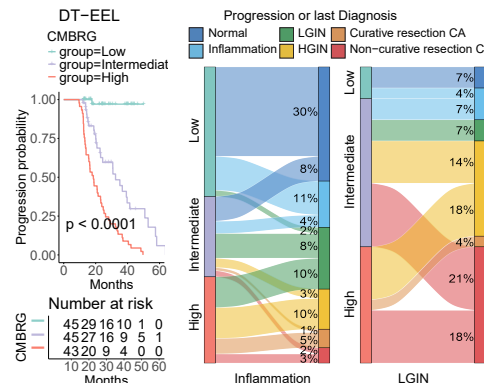 DT−EEL
CMBRG
group=Low
group=Intermediat
group=High
Progression probability
1.00
0.75
0.50
0.25
0.00
p < 0.0001
0 20 40 60
Months
Number at risk
CMBRG
45 29 16 10 1 0
45 27 16 9 5 1
43 20 9 4 0 0
10 20 30 40 50 60
Months
Progression or last Diagnosis
Normal LGIN Curative resection CA
Inflammation HGIN Non-curative resection C
Low
Intermediate
High
30%
8%
11%
4%
2%
8%
10%
3%
10%
1%
5%
2%
3%
Inflammation
Low
Intermediate
High
7%
4%
7%
7%
14%
18%
4%
21%
18%
LGIN